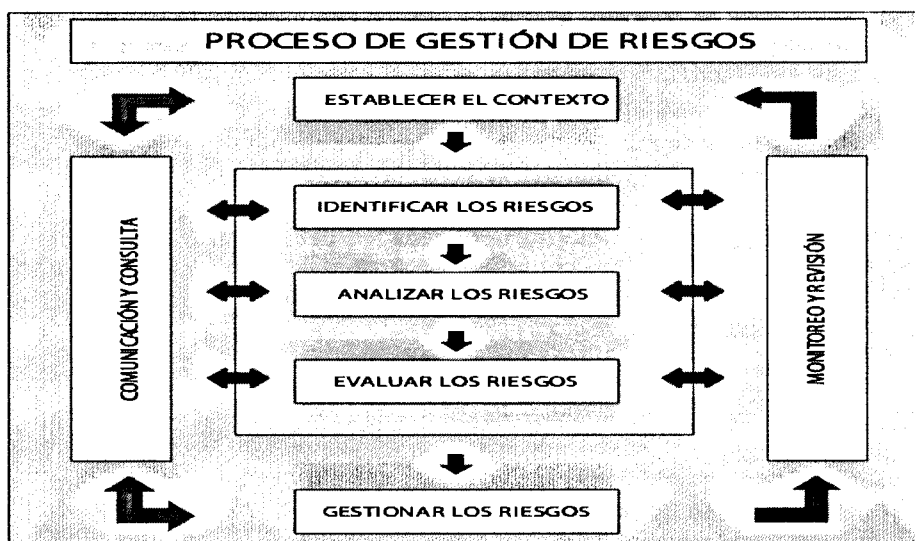 PROCESO DE GESTIÓN DE RIESGOS
ESTABLECER EL CONTEXTO
COMUNICACIÓN Y CONSULTA
IDENTIFICAR LOS RIESGOS
ANALIZAR LOS RIESGOS
EVALUAR LOS RIESGOS
MONITOREO Y REVISIÓN
GESTIONAR LOS RIESGOS